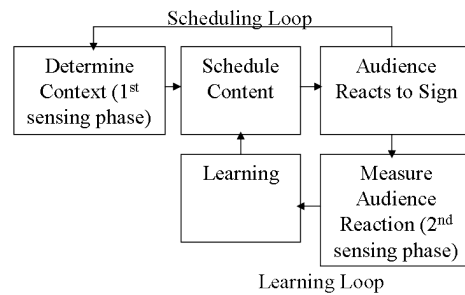 Scheduling Loop
Determine
Context (1st
sensing phase)
Schedule
Content
Audience
Reacts to Sign
Learning
Measure
Audience
Reaction (2nd
sensing phase)
Learning Loop